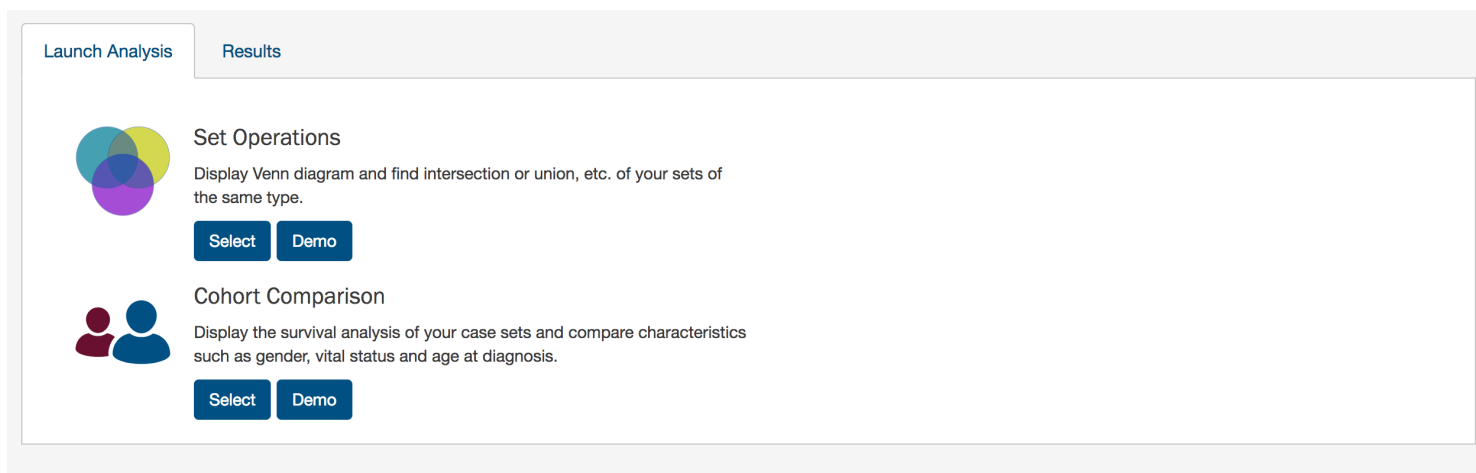 Launch Analysis
Results
Set Operations
Display Venn diagram and find intersection or union, etc. of your sets of
the same type.
Select
Demo
Cohort Comparison
Display the survival analysis of your case sets and compare characteristics
such as gender, vital status and age at diagnosis.
Select
Demo